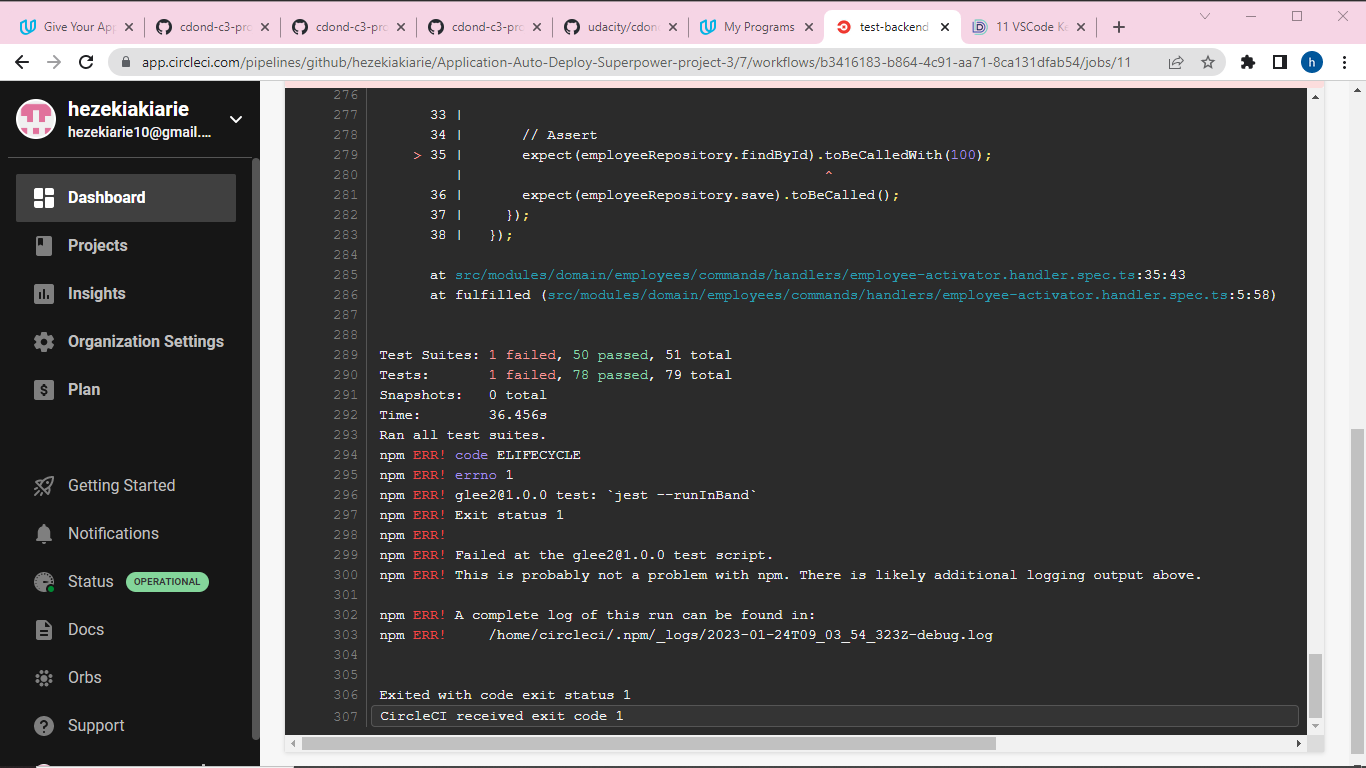 Give Your App
cdond-c3-pro
cdond-c3-pro
cdond-c3-pro
udacity/cdon
My Programs
test-backend
11 VSCode Ke
app.circleci.com/pipelines/github/hezekiakiarie/Application-Auto-Deploy-Superpower-project-3/7/workflows/b3416183-b864-4c91-aa71-8ca131dfab54/jobs/11
h
hezekiakiarie
hezekiarie10@gmail....
Dashboard
Projects
Insights
Organization Settings
Plan
Getting Started
Notifications
Status OPERATIONAL
Docs
Orbs
Support
276
277 33 |
278 34 | // Assert
279 > 35 | expect(employeeRepository.findById).toBeCalledWith(100);
280 | ^
281 36 | expect(employeeRepository.save).toBeCalled();
282 37 | });
283 38 | });
284
285 at src/modules/domain/employees/commands/handlers/employee-activator.handler.spec.ts:35:43
286 at fulfilled (src/modules/domain/employees/commands/handlers/employee-activator.handler.spec.ts:5:58)
287
288
289 Test Suites: 1 failed, 50 passed, 51 total
290 Tests: 1 failed, 78 passed, 79 total
291 Snapshots: 0 total
292 Time: 36.456s
293 Ran all test suites.
294 npm ERR! code ELIFECYCLE
295 npm ERR! errno 1
296 npm ERR! glee2@1.0.0 test: `jest --runInBand`
297 npm ERR! Exit status 1
298 npm ERR!
299 npm ERR! Failed at the glee2@1.0.0 test script.
300 npm ERR! This is probably not a problem with npm. There is likely additional logging output above.
301
302 npm ERR! A complete log of this run can be found in:
303 npm ERR! /home/circleci/.npm/_logs/2023-01-24T09_03_54_323Z-debug.log
304
305
306 Exited with code exit status 1
307 CircleCI received exit code 1